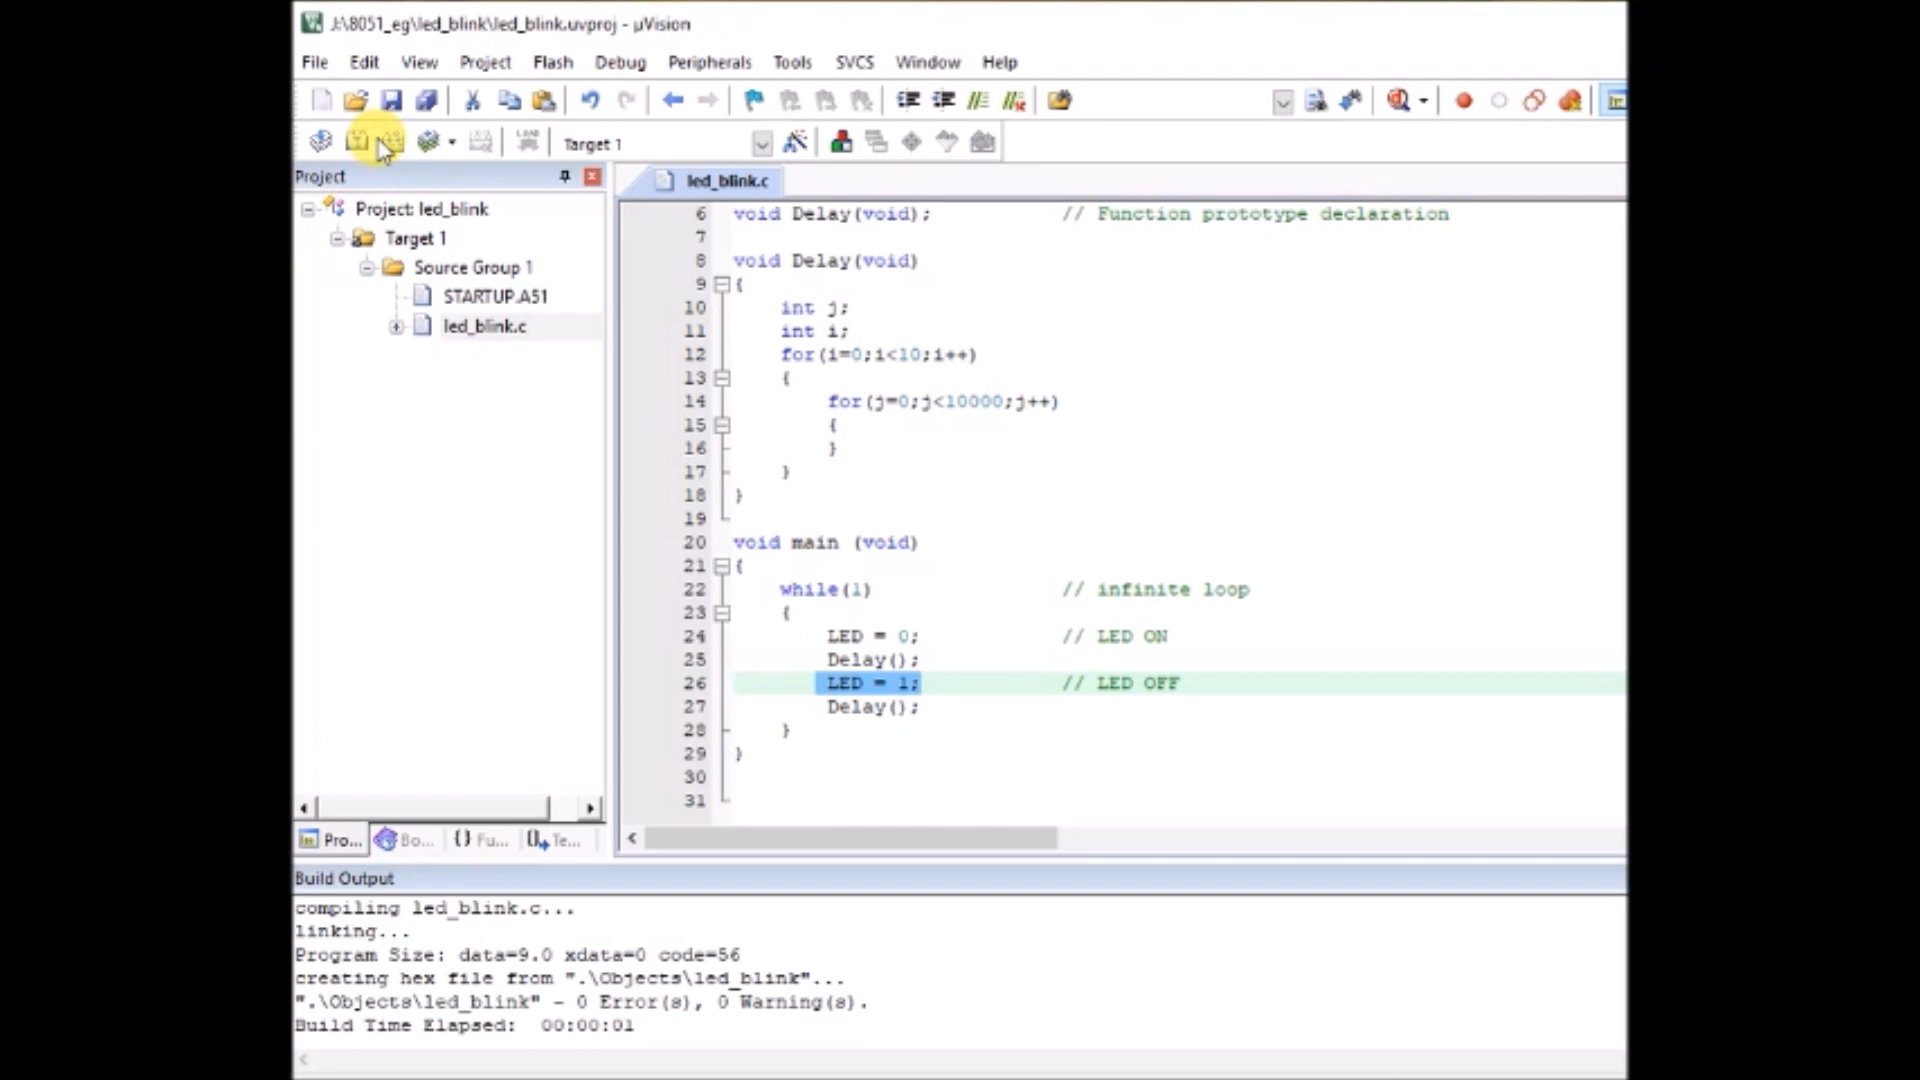 J:\8051_eg\led_blink\led_blink.uvproj - µVision
File Edit View Project Flash Debug Peripherals Tools SVCS Window Help
LOAD Target 1
Project
led_blink.c
Project: led_blink
Target 1
Source Group 1
STARTUP.A51
led_blink.c
6 void Delay(void); // Function prototype declaration
7
8 void Delay(void)
9 {
10 int j;
11 int i;
12 for(i=0;i<10;i++)
13 {
14 for(j=0;j<10000;j++)
15 {
16 }
17 }
18 }
19
20 void main (void)
21 {
22 while(1) // infinite loop
23 {
24 LED = 0; // LED ON
25 Delay();
26 LED = 1; // LED OFF
27 Delay();
28 }
29 }
30
31
Pro... Bo... {} Fu... Te...
Build Output
compiling led_blink.c...
linking...
Program Size: data=9.0 xdata=0 code=56
creating hex file from ".\Objects\led_blink"...
".\Objects\led_blink" - 0 Error(s), 0 Warning(s).
Build Time Elapsed: 00:00:01